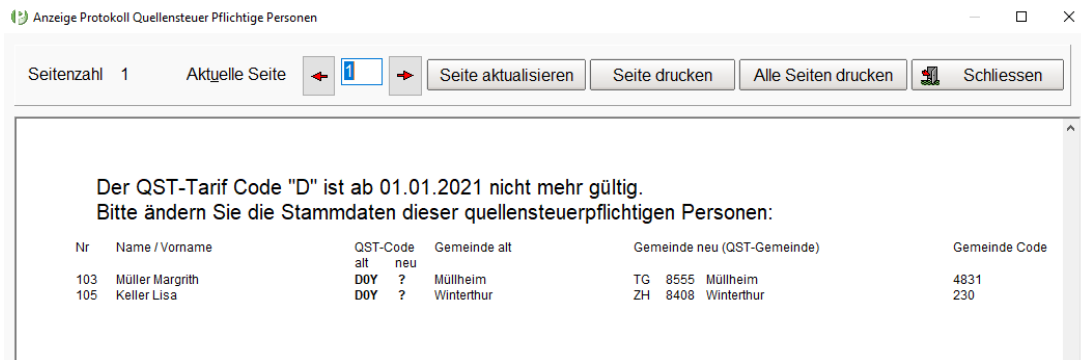 Anzeige Protokoll Quellensteuer Pflichtige Personen
Seitenzahl 1 Aktuelle Seite 1 Seite aktualisieren Seite drucken Alle Seiten drucken Schliessen
Der QST-Tarif Code "D" ist ab 01.01.2021 nicht mehr gültig.
Bitte ändern Sie die Stammdaten dieser quellensteuerpflichtigen Personen:
Nr Name / Vorname QST-Code Gemeinde alt Gemeinde neu (QST-Gemeinde) Gemeinde Code
alt neu
103 Müller Margrith D0Y ? Müllheim TG 8555 Müllheim 4831
105 Keller Lisa D0Y ? Winterthur ZH 8408 Winterthur 230